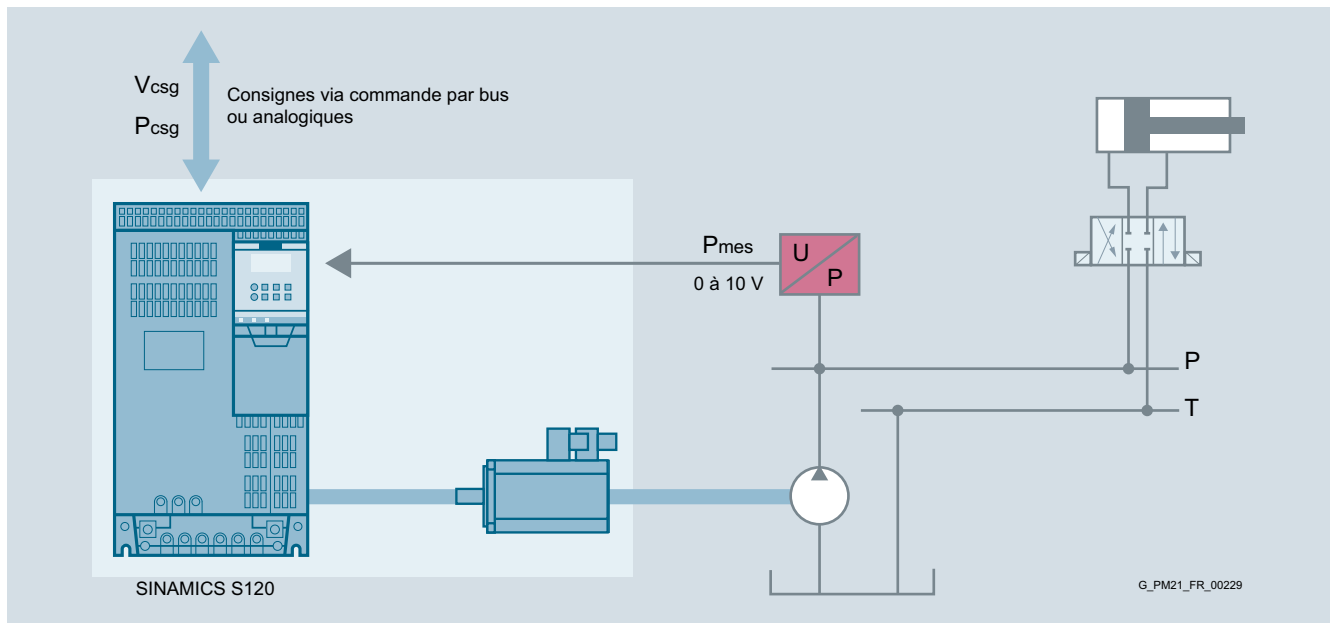 Vcsg
Pcsg
Consignes via commande par bus
ou analogiques
Pmes
0 à 10 V
U
P
P
T
SINAMICS S120
G_PM21_FR_00229